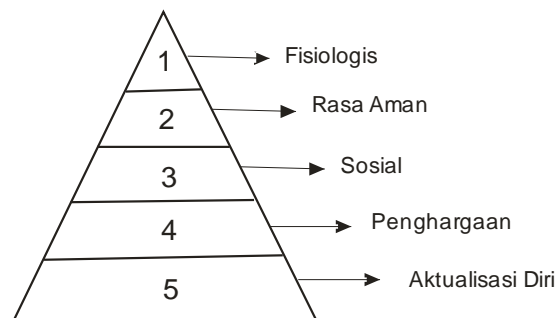 1 Fisiologis
2 Rasa Aman
3 Sosial
4 Penghargaan
5 Aktualisasi Diri